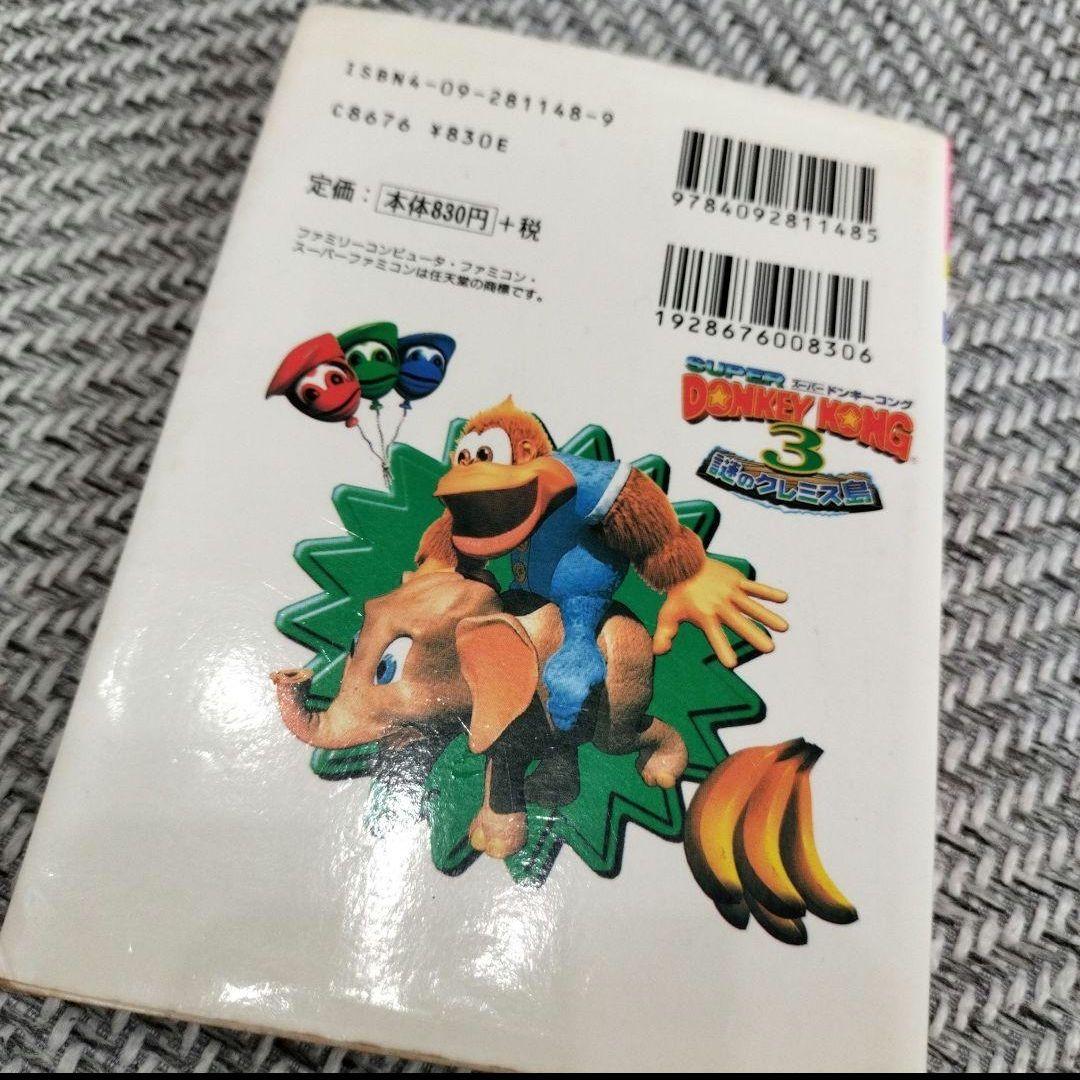 ISBN4-09-281148-9
C8676 ¥830E
定価：本体830円+税
ファミリーコンピュータ・ファミコン・
スーパーファミコンは任天堂の商標です。
9784092811485
1928676008306
SUPER
スーパードンキーコング
DONKEY KONG
3
謎のクレミス島